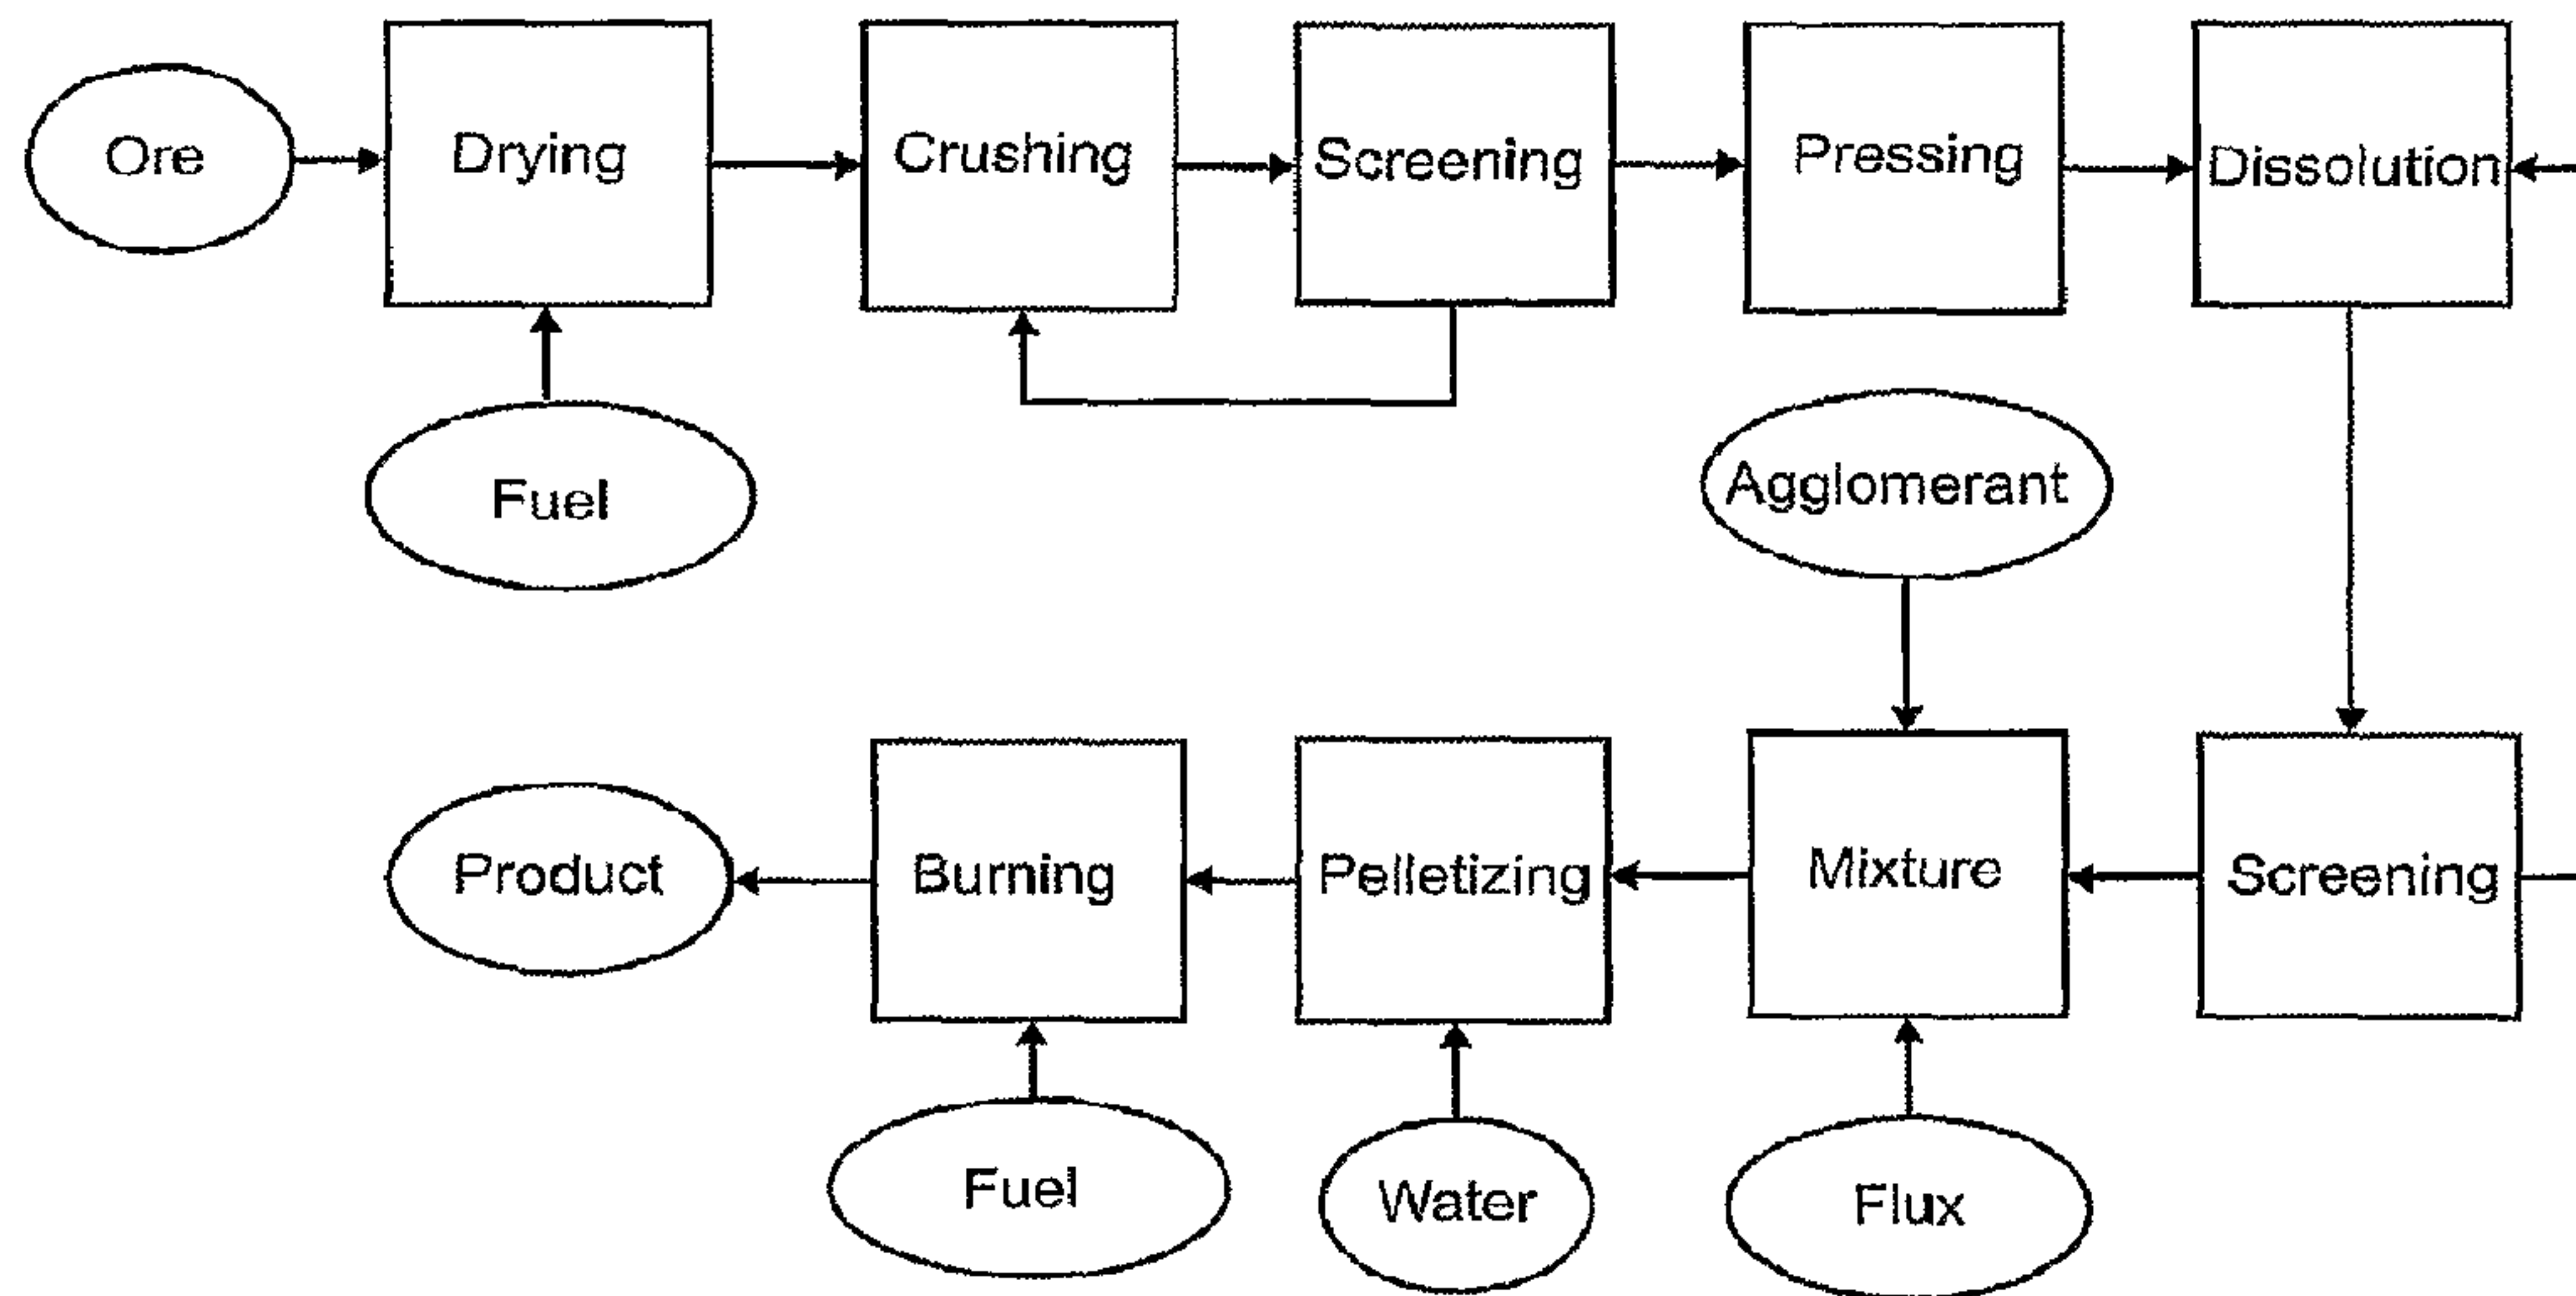 Ore
Drying
Crushing
Screening
Pressing
Dissolution
Fuel
Agglomerant
Product
Burning
Pelletizing
Mixture
Screening
Fuel
Water
Flux